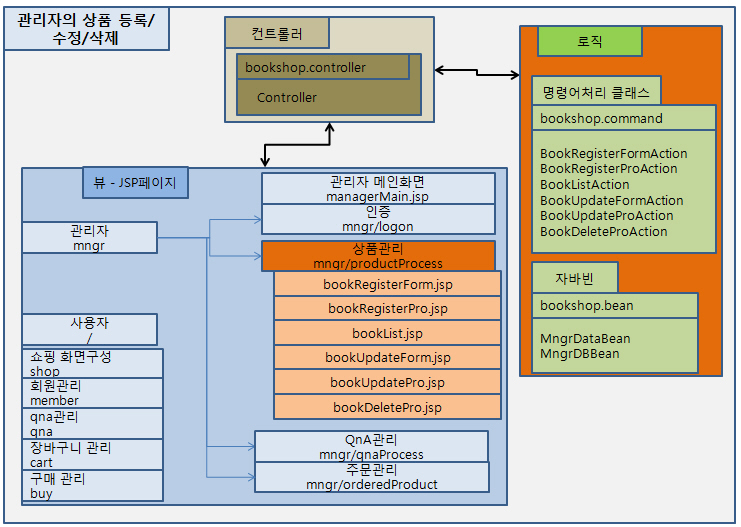 관리자의 상품 등록/
수정/삭제
컨트롤러
bookshop.controller
Controller
로직
명령어처리 클래스
bookshop.command
BookRegisterFormAction
BookRegisterProAction
BookListAction
BookUpdateFormAction
BookUpdateProAction
BookDeleteProAction
자바빈
bookshop.bean
MngrDataBean
MngrDBBean
뷰 - JSP페이지
관리자
mngr
사용자
/
쇼핑 화면구성
shop
회원관리
member
qna관리
qna
장바구니 관리
cart
구매 관리
buy
관리자 메인화면
managerMain.jsp
인증
mngr/logon
상품관리
mngr/productProcess
bookRegisterForm.jsp
bookRegisterPro.jsp
bookList.jsp
bookUpdateForm.jsp
bookUpdatePro.jsp
bookDeletePro.jsp
QnA관리
mngr/qnaProcess
주문관리
mngr/orderedProduct